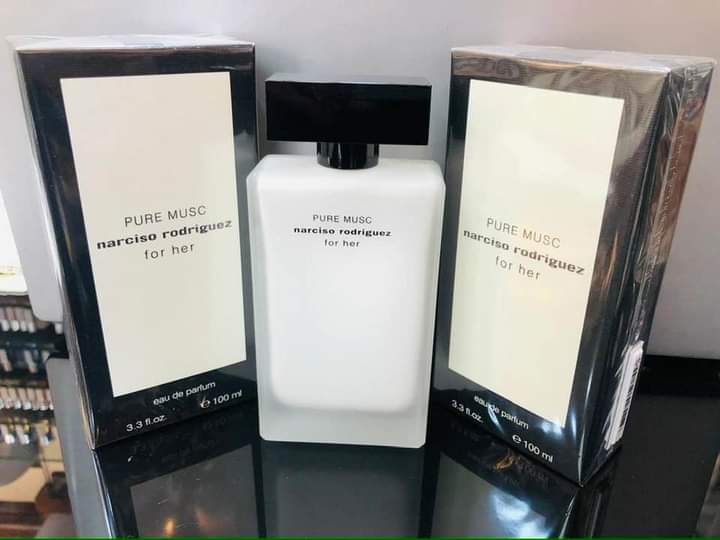 PURE MUSC
narciso rodriguez
for her
eau de parfum
3.3 fl.oz. ℮ 100 ml
PURE MUSC
narciso rodriguez
for her
PURE MUSC
narciso rodriguez
for her
eau de parfum
3.3 fl.oz. ℮ 100 ml